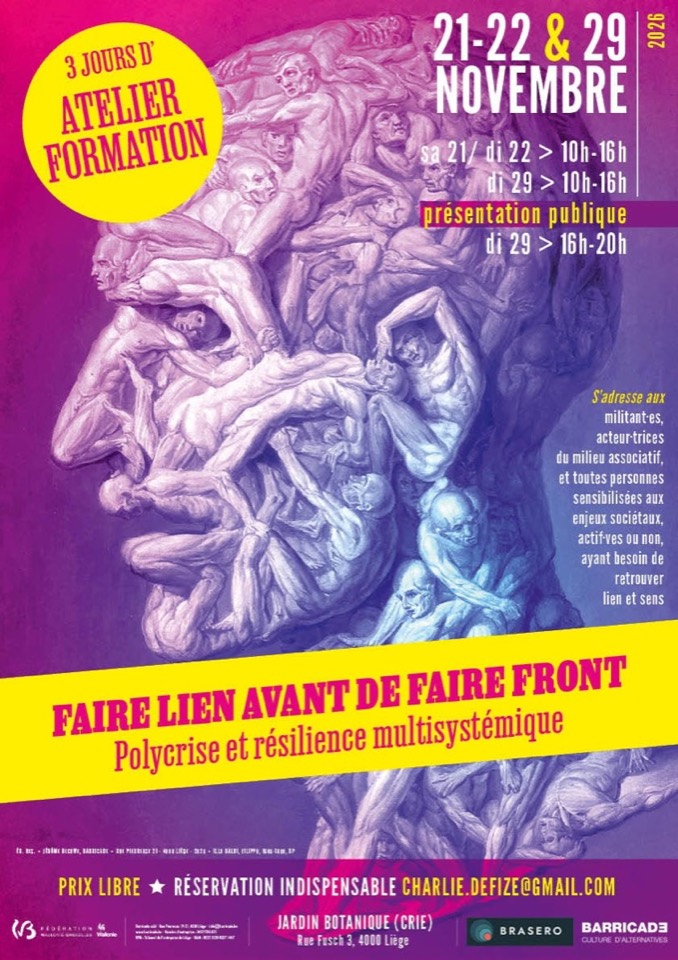 3 JOURS D'
ATELIER
FORMATION
21-22 & 29
NOVEMBRE
2026
sa 21/ di 22 > 10h-16h
di 29 > 10h-16h
présentation publique
di 29 > 16h-20h
S'adresse aux
militant·es,
acteur·trices
du milieu associatif,
et toutes personnes
sensibilisées aux
enjeux sociétaux,
actif·ves ou non,
ayant besoin de
retrouver
lien et sens
FAIRE LIEN AVANT DE FAIRE FRONT
Polycrise et résilience multisystémique
PRIX LIBRE ★ RÉSERVATION INDISPENSABLE CHARLIE.DEFIZE@GMAIL.COM
FÉDÉRATION
WALLONIE-BRUXELLES
Wallonie
JARDIN BOTANIQUE (CRIE)
Rue Fusch 3, 4000 Liège
BRASERO
BARRICADE
CULTURE D'ALTERNATIVES